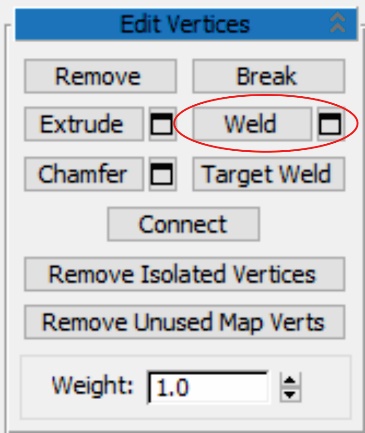 Edit Vertices
Remove Break
Extrude Weld
Chamfer Target Weld
Connect
Remove Isolated Vertices
Remove Unused Map Verts
Weight: 1.0